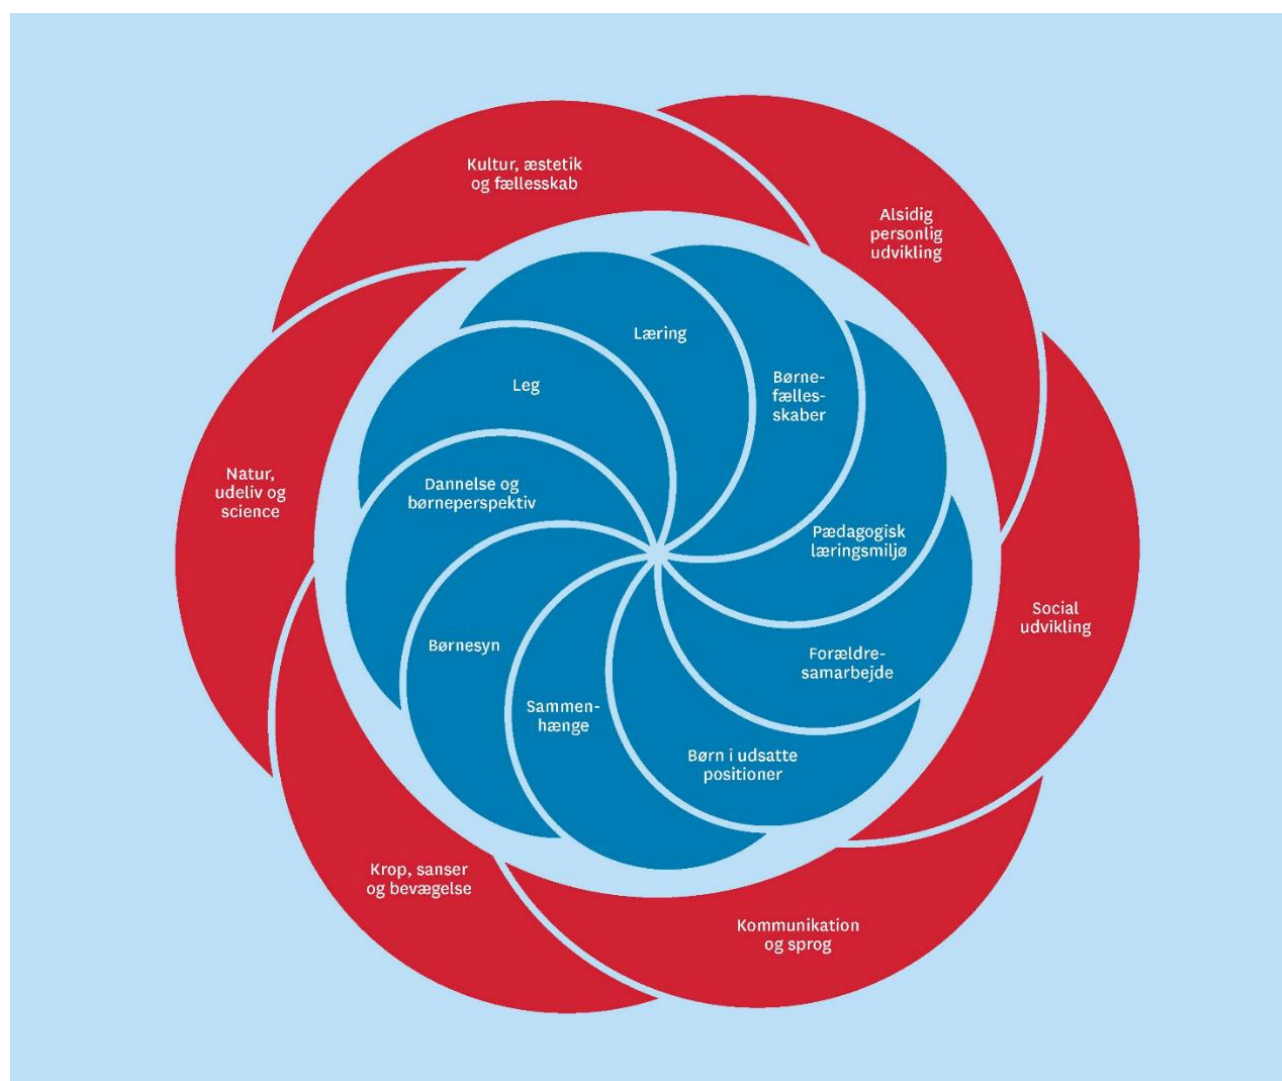 Kultur, æstetik
og fællesskab
Alsidig
personlig
udvikling
Læring
Børne-
fælles-
skaber
Leg
Natur,
udeliv og
science
Dannelse og
børneperspektiv
Pædagogisk
læringsmiljø
Social
udvikling
Børnesyn
Forældre-
samarbejde
Sammen-
hænge
Børn i udsatte
positioner
Krop, sanser
og bevægelse
Kommunikation
og sprog